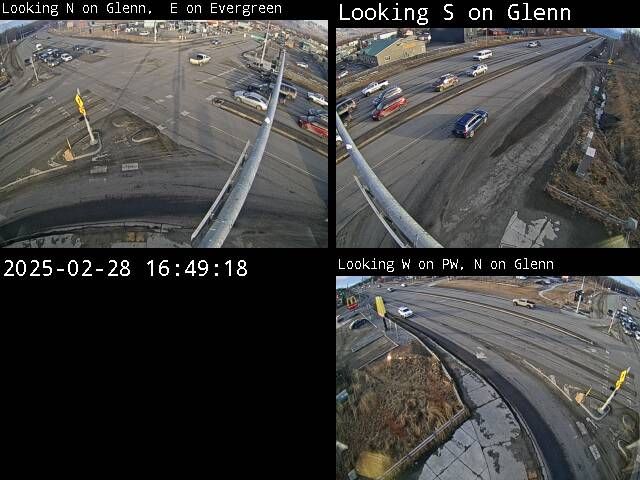 Looking N on Glenn,  E on Evergreen
Looking S on Glenn
2025-02-28 16:49:18
Looking W on PW, N on Glenn